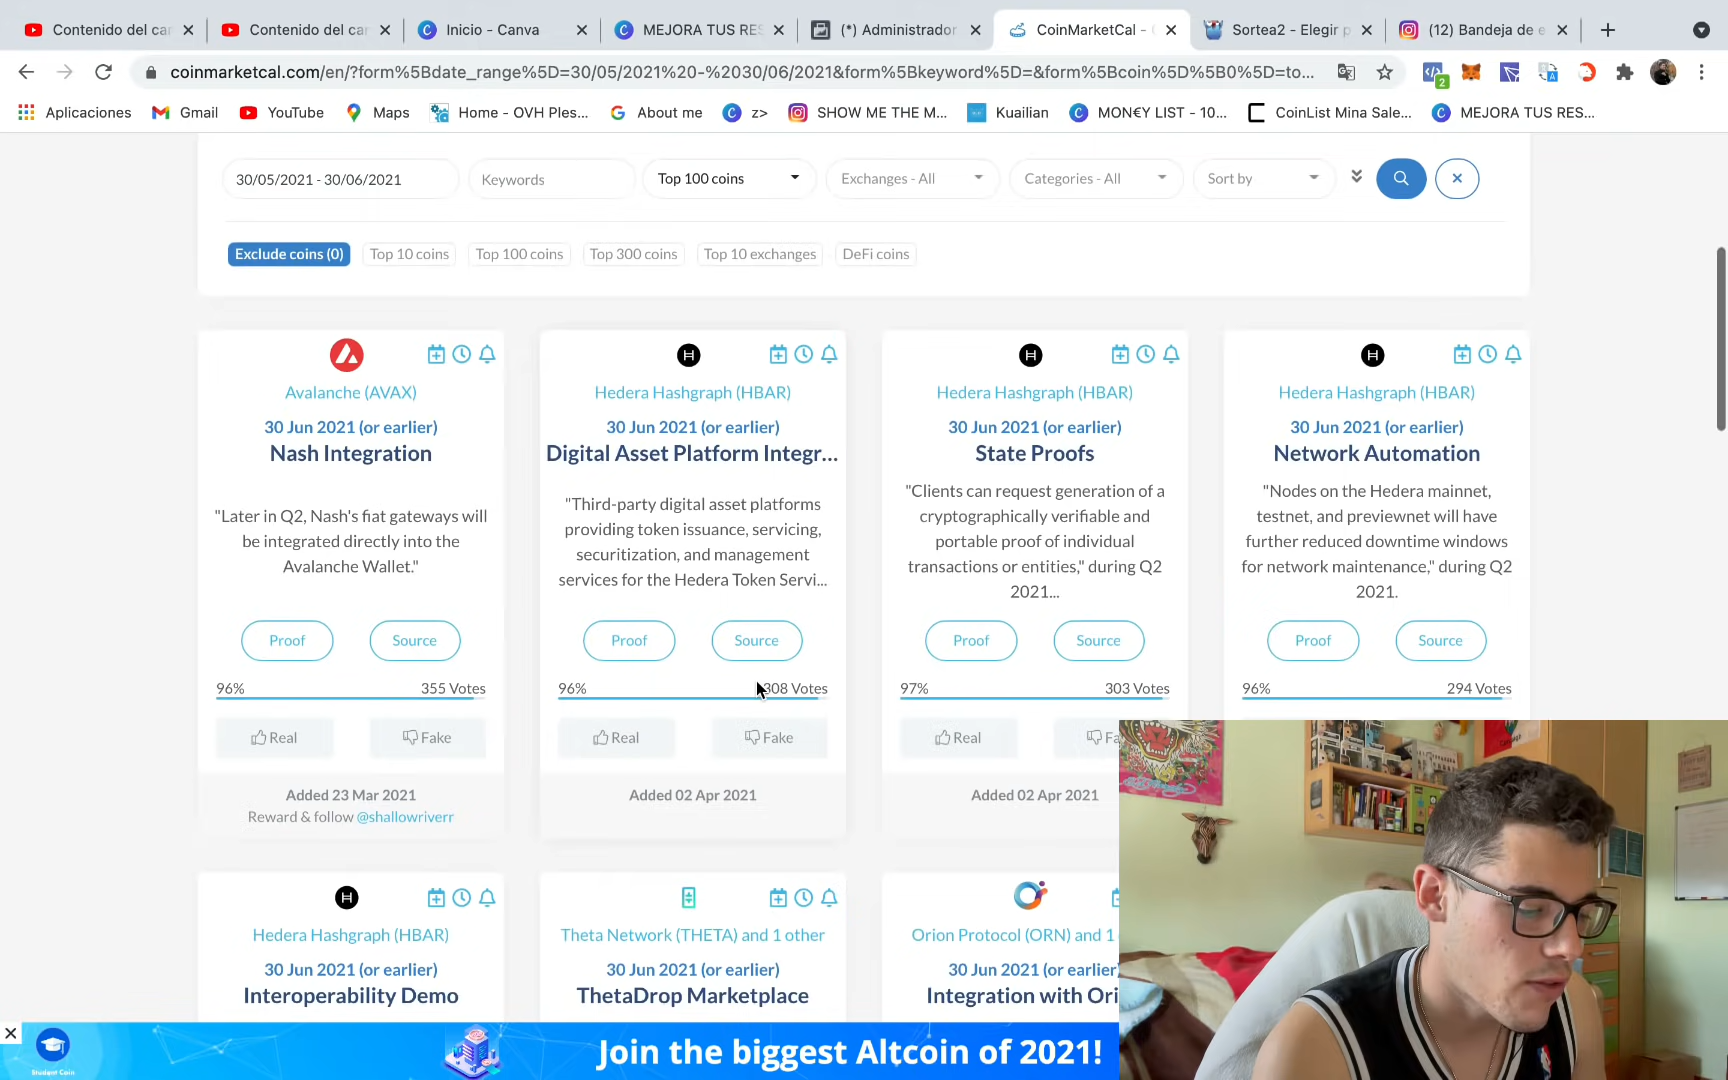 Contenido del ca
Contenido del ca
Inicio - Canva
MEJORA TUS RES
(*) Administrador
CoinMarketCal -
Sortea2 - Elegir p
(12) Bandeja de e
coinmarketcal.com/en/?form%5Bdate_range%5D=30/05/2021%20-%2030/06/2021&form%5Bkeyword%5D=&form%5Bcoin%5D%5B0%5D=to...
2
Aplicaciones
Gmail
YouTube
Maps
Home - OVH Ples...
About me
z>
SHOW ME THE M...
Kuailian
MON€Y LIST - 10...
CoinList Mina Sale...
MEJORA TUS RES...
30/05/2021 - 30/06/2021
Keywords
Top 100 coins
Exchanges - All
Categories - All
Sort by
Exclude coins (0)
Top 10 coins
Top 100 coins
Top 300 coins
Top 10 exchanges
DeFi coins
Avalanche (AVAX)
30 Jun 2021 (or earlier)
Nash Integration
"Later in Q2, Nash's fiat gateways will
be integrated directly into the
Avalanche Wallet."
Proof
Source
96%
355 Votes
Real
Fake
Added 23 Mar 2021
Reward & follow @shallowriverr
Hedera Hashgraph (HBAR)
30 Jun 2021 (or earlier)
Digital Asset Platform Integr...
"Third-party digital asset platforms
providing token issuance, servicing,
securitization, and management
services for the Hedera Token Servi...
Proof
Source
96%
308 Votes
Real
Fake
Added 02 Apr 2021
Hedera Hashgraph (HBAR)
30 Jun 2021 (or earlier)
State Proofs
"Clients can request generation of a
cryptographically verifiable and
portable proof of individual
transactions or entities," during Q2
2021...
Proof
Source
97%
303 Votes
Real
Fa
Added 02 Apr 2021
Hedera Hashgraph (HBAR)
30 Jun 2021 (or earlier)
Network Automation
"Nodes on the Hedera mainnet,
testnet, and previewnet will have
further reduced downtime windows
for network maintenance," during Q2
2021.
Proof
Source
96%
294 Votes
Hedera Hashgraph (HBAR)
30 Jun 2021 (or earlier)
Interoperability Demo
Theta Network (THETA) and 1 other
30 Jun 2021 (or earlier)
ThetaDrop Marketplace
Orion Protocol (ORN) and 1
30 Jun 2021 (or earlier
Integration with Ori
Student Coin
Join the biggest Altcoin of 2021!